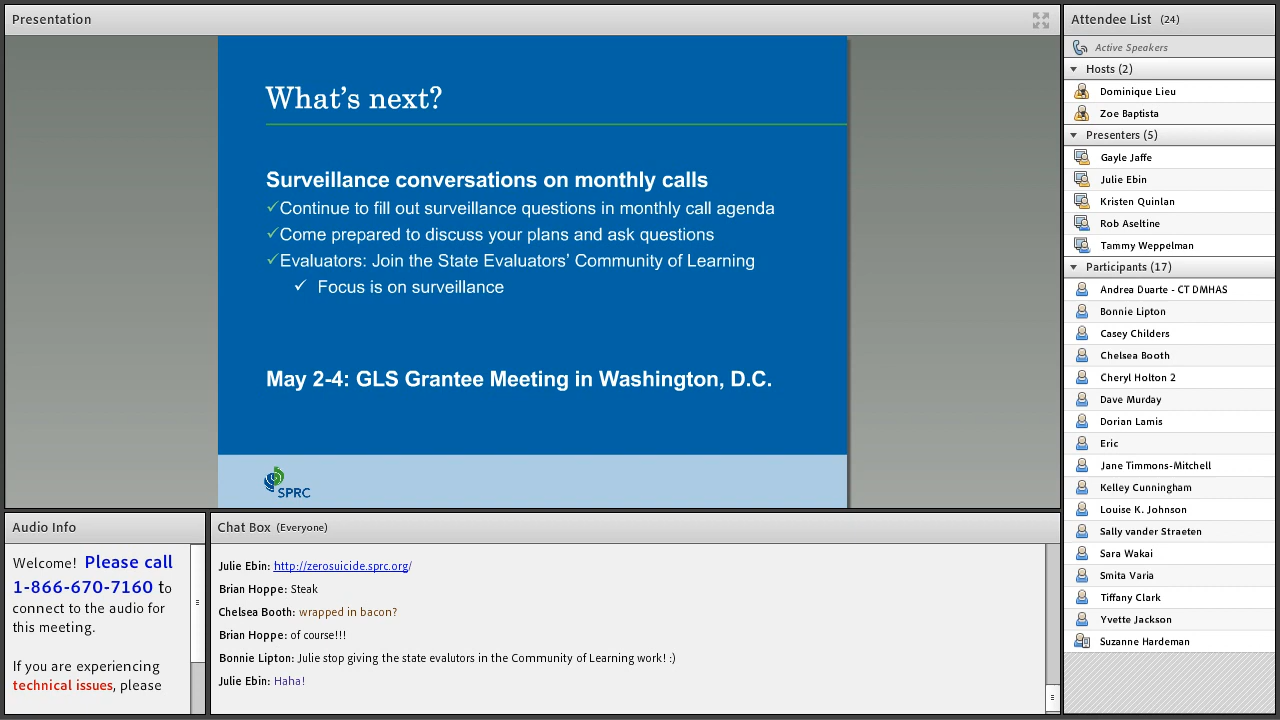 Presentation
What's next?
Surveillance conversations on monthly calls
✓Continue to fill out surveillance questions in monthly call agenda
✓Come prepared to discuss your plans and ask questions
✓Evaluators: Join the State Evaluators' Community of Learning
✓ Focus is on surveillance
May 2-4: GLS Grantee Meeting in Washington, D.C.
SPRC
Audio Info
Welcome! Please call
1-866-670-7160 to
connect to the audio for
this meeting.
If you are experiencing
technical issues, please
Chat Box (Everyone)
Julie Ebin: http://zerosuicide.sprc.org/
Brian Hoppe: Steak
Chelsea Booth: wrapped in bacon?
Brian Hoppe: of course!!!
Bonnie Lipton: Julie stop giving the state evalutors in the Community of Learning work! :)
Julie Ebin: Haha!
Attendee List (24)
Active Speakers
Hosts (2)
Dominique Lieu
Zoe Baptista
Presenters (5)
Gayle Jaffe
Julie Ebin
Kristen Quinlan
Rob Aseltine
Tammy Weppelman
Participants (17)
Andrea Duarte - CT DMHAS
Bonnie Lipton
Casey Childers
Chelsea Booth
Cheryl Holton 2
Dave Murday
Dorian Lamis
Eric
Jane Timmons-Mitchell
Kelley Cunningham
Louise K. Johnson
Sally vander Straeten
Sara Wakai
Smita Varia
Tiffany Clark
Yvette Jackson
Suzanne Hardeman